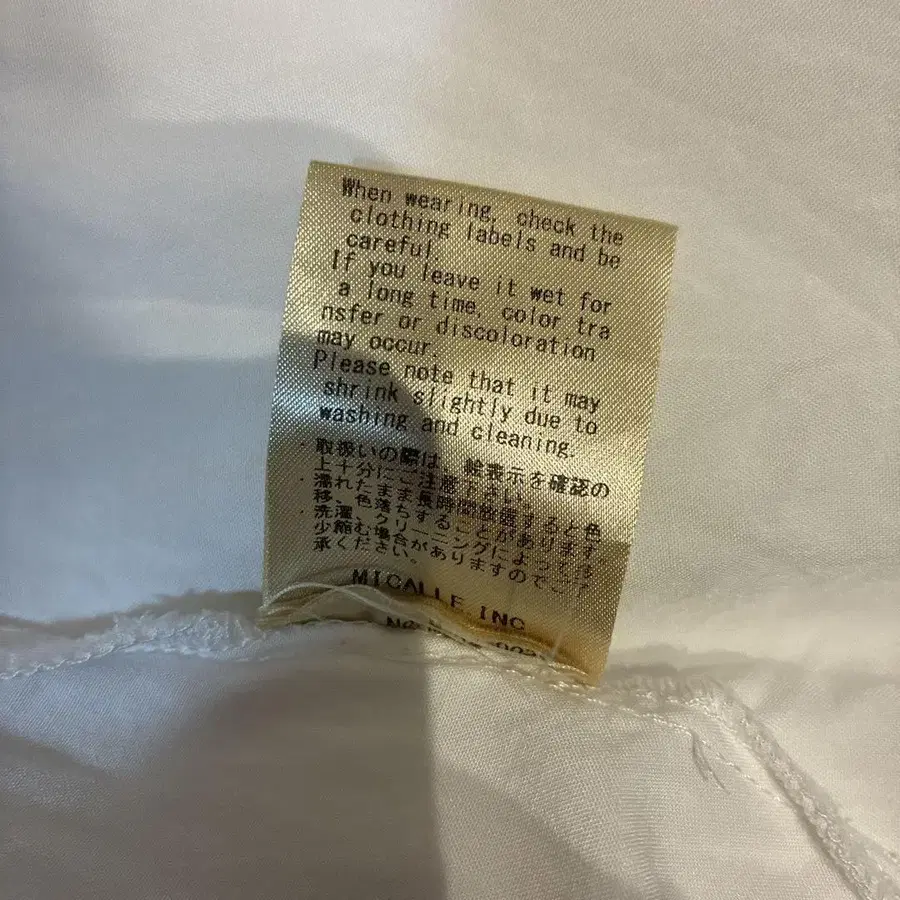 When wearing, check the
clothing labels and be
careful.
If you leave it wet for
a long time, color tra
nsfer or discoloration
may occur.
Please note that it may
shrink slightly due to
washing and cleaning.
・取扱いの際は、絵表示を確認の
上十分にご注意下さい。
・濡れたまま長時間放置すると色
移、色落ちすることがあります
・洗濯、クリーニングによって
少縮む場合がありますのでご
承ください。
MICALLE INC